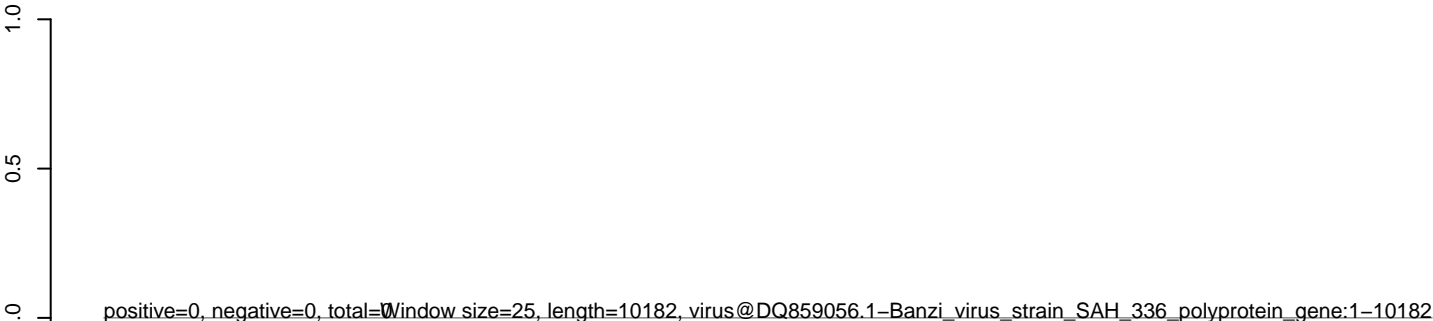 1.0
0.5
.0
positive=0, negative=0, total=0
Window size=25, length=10182, virus@DQ859056.1−Banzi_virus_strain_SAH_336_polyprotein_gene:1−10182